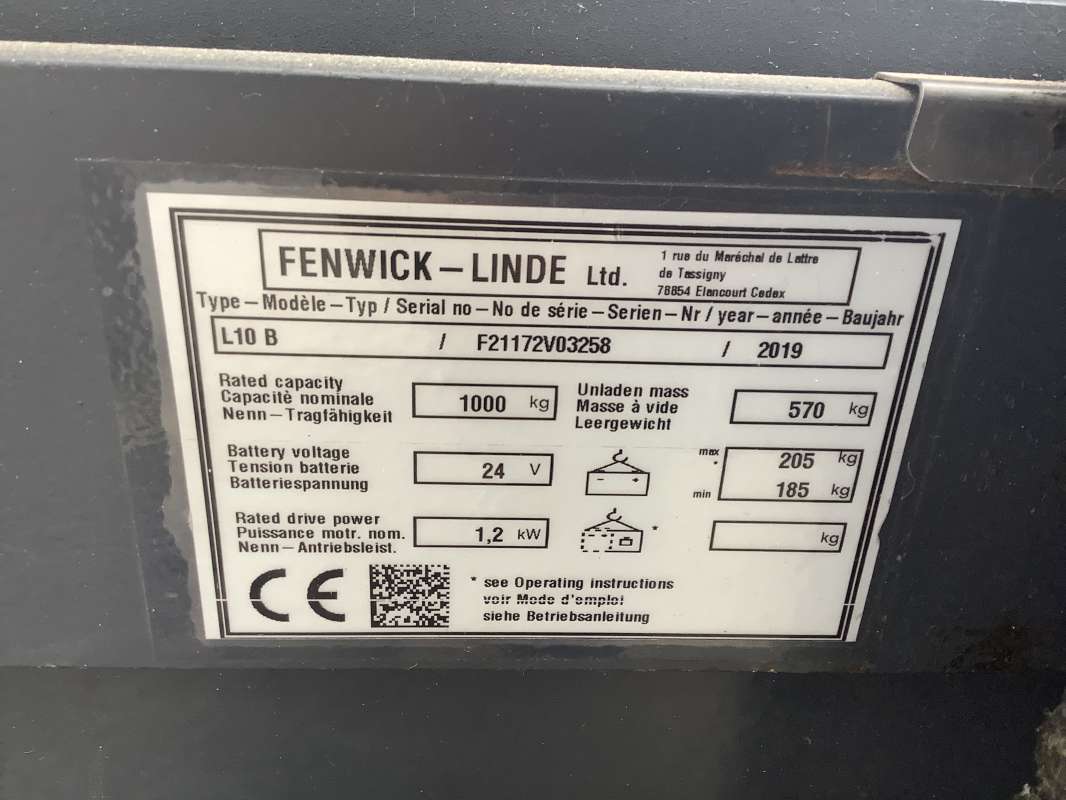 FENWICK-LINDE Ltd.
1 rue du Maréchal de Lattre
de Tassigny
78854 Elancourt Cedex
Type-Modèle-Typ / Serial no-No de série-Serien-Nr / year-année-Baujahr
L10 B / F21172V03258 / 2019
Rated capacity
Capacitè nominale
Nenn-Tragfähigkeit
1000 kg
Unladen mass
Masse à vide
Leergewicht
570 kg
Battery voltage
Tension batterie
Batteriespannung
24 V
- +
max 205 kg
*
min 185 kg
Rated drive power
Puissance motr. nom.
Nenn-Antriebsleist.
1,2 kW
* kg
CE
* see Operating instructions
voir Mode d'emploi
siehe Betriebsanleitung